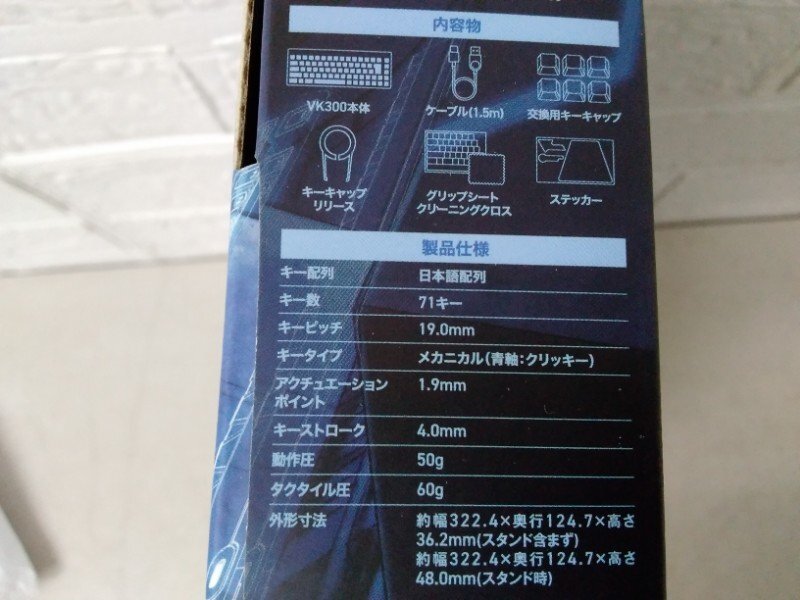 内容物
VK300本体
ケーブル(1.5m)
交換用キーキャップ
キーキャップ
リリース
グリップシート
クリーニングクロス
ステッカー
製品仕様
キー配列 日本語配列
キー数 71キー
キーピッチ 19.0mm
キータイプ メカニカル(青軸:クリッキー)
アクチュエーション 1.9mm
ポイント
キーストローク 4.0mm
動作圧 50g
タクタイル圧 60g
外形寸法 約幅322.4×奥行124.7×高さ
36.2mm(スタンド含まず)
約幅322.4×奥行124.7×高さ
48.0mm(スタンド時)